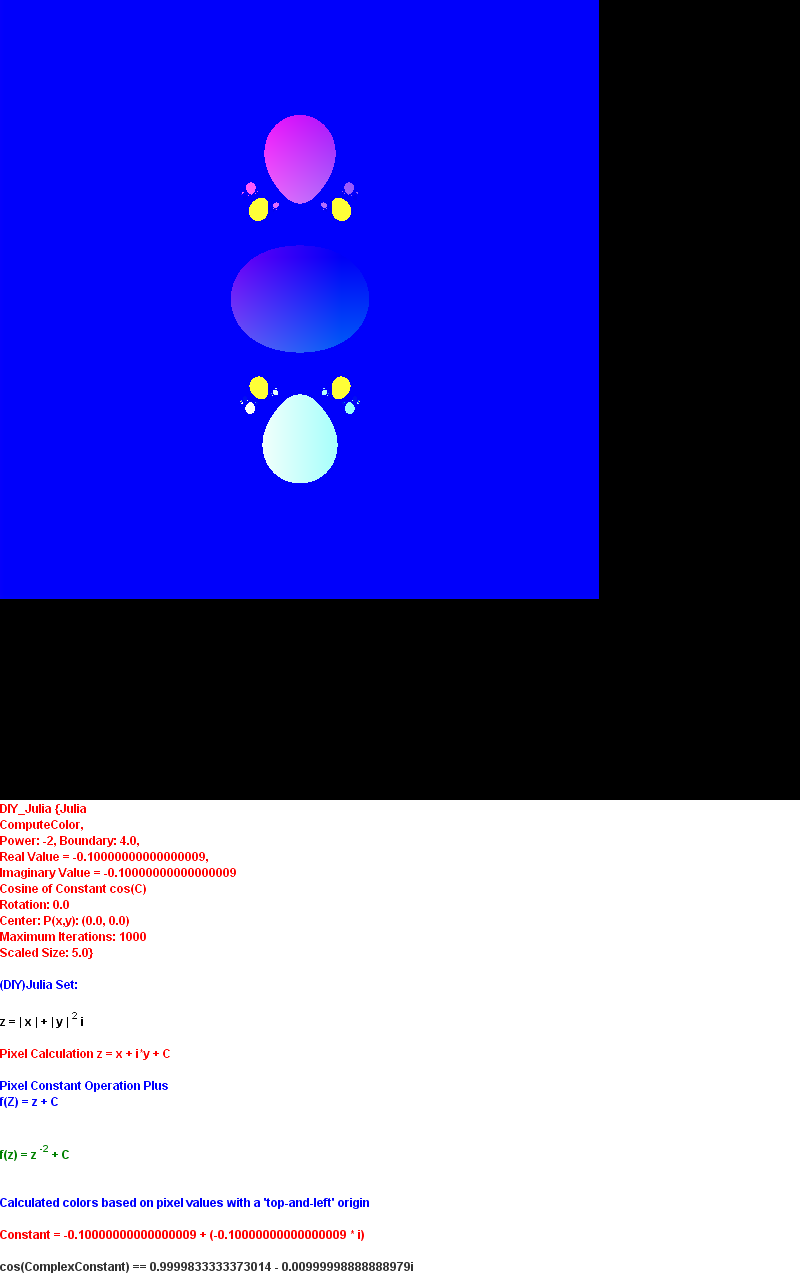 DIY_Julia {Julia
ComputeColor,
Power: -2, Boundary: 4.0,
Real Value = -0.10000000000000009,
Imaginary Value = -0.10000000000000009
Cosine of Constant cos(C)
Rotation: 0.0
Center: P(x,y): (0.0, 0.0)
Maximum Iterations: 1000
Scaled Size: 5.0}
(DIY)Julia Set:
z = | x | + | y | ² i
Pixel Calculation z = x + i*y + C
Pixel Constant Operation Plus
f(Z) = z + C
f(z) = z ⁻² + C
Calculated colors based on pixel values with a 'top-and-left' origin
Constant = -0.10000000000000009 + (-0.10000000000000009 * i)
cos(ComplexConstant) == 0.9999833333373014 - 0.00999998888888979i